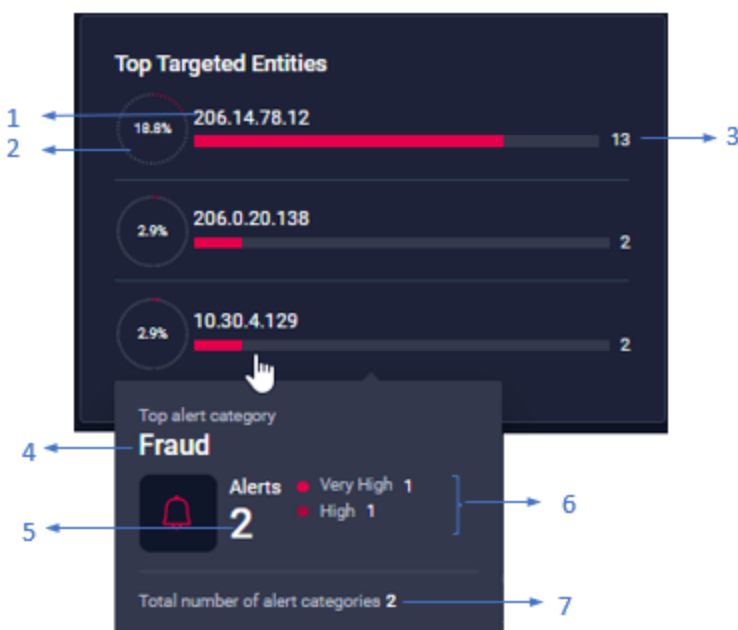 Top Targeted Entities
1
206.14.78.12
18.8%
2
13
3
206.0.20.138
2.9%
2
10.30.4.129
2.9%
2
Top alert category
4
Fraud
Alerts
Very High 1
6
High 1
5
2
Total number of alert categories 2
7